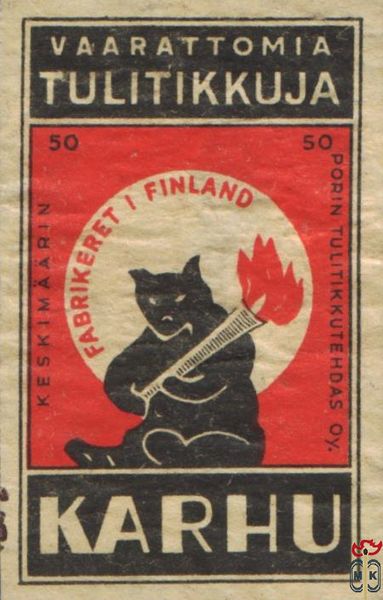 VAARATTOMIA
TULITIKKUJA
50
50
KESKIMÄÄRIN
FABRIKERET I FINLAND
PORIN TULITIKKUTEHDAS OY.
KARHU
M K